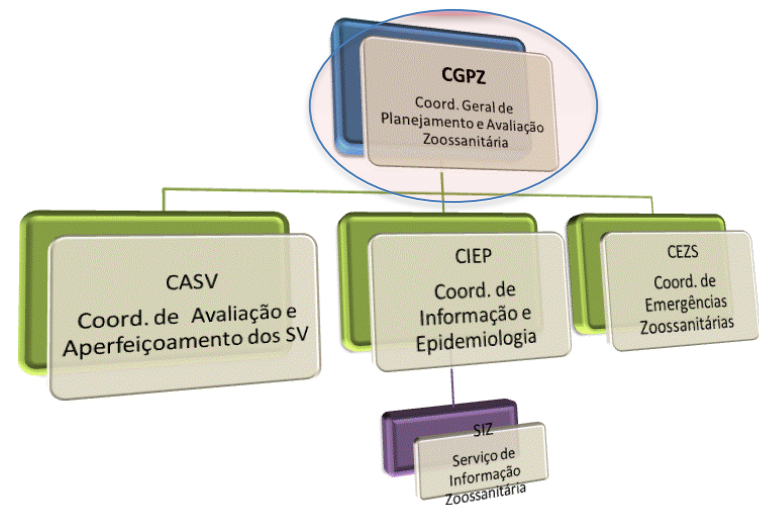 CGPZ
Coord. Geral de
Planejamento e Avaliação
Zoossanitária
CASV
Coord. de Avaliação e
Aperfeiçoamento dos SV
CIEP
Coord. de
Informação e
Epidemiologia
CEZS
Coord. de
Emergências
Zoossanitárias
SIZ
Serviço de
Informação
Zoossanitária